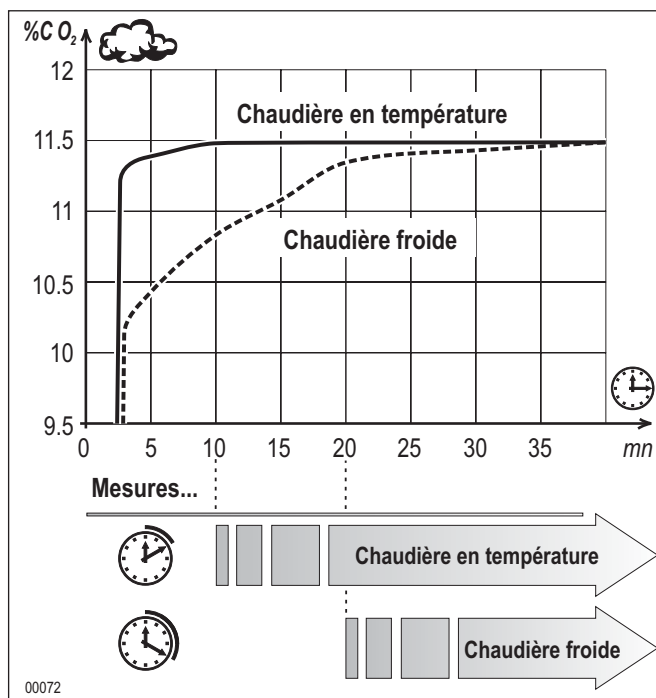 %C O₂
12
Chaudière en température
11.5
11
Chaudière froide
10.5
10
9.5
0 5 10 15 20 25 30 35 mn
Mesures...
Chaudière en température
Chaudière froide
00072